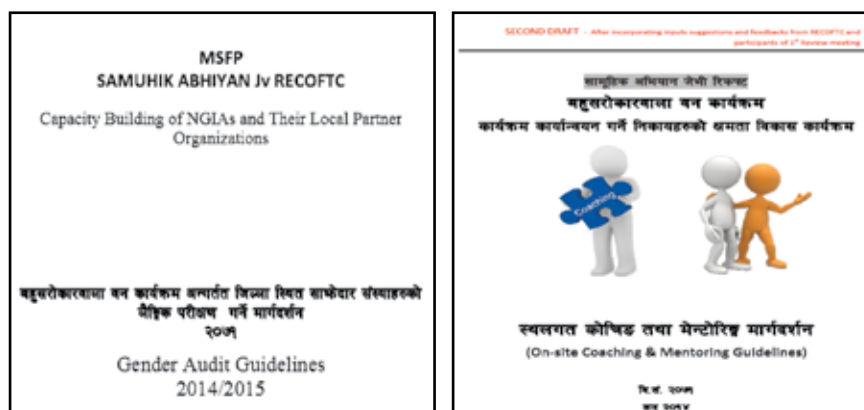 MSFP
SAMUHIK ABHIYAN Jv RECOFTC
Capacity Building of NGIAs and Their Local Partner
Organizations
बहुसरोकारवाला वन कार्यक्रम अन्तर्गत जिल्ला स्थित साझेदार संस्थाहरुको
लैङ्गिक परीक्षण गर्ने मार्गदर्शन
२०७१
Gender Audit Guidelines
2014/2015
SECOND DRAFT - After incorporating inputs suggestions and feedbacks from RECOFTC and
participants of 1st Review meeting
सामूहिक अभियान जेभी रिकफ्ट
बहुसरोकारवाला वन कार्यक्रम
कार्यक्रम कार्यान्वयन गर्ने निकायहरुको क्षमता विकास कार्यक्रम
Coaching
स्थलगत कोचिङ तथा मेन्टोरिङ्ग मार्गदर्शन
(On-site Coaching & Mentoring Guidelines)
बि.सं. २०७१
जुन २०१४